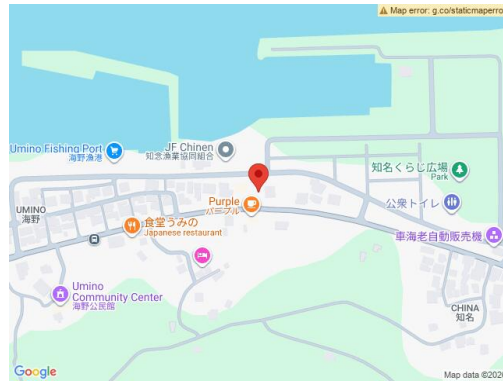 Map error: g.co/staticmaperro
JF Chinen
知念漁業協同組合
Umino Fishing Port
海野漁港
知名くらじ広場
Park
Purple
パープル
公衆トイレ
UMINO
海野
食堂うみの
Japanese restaurant
車海老自動販売機
Umino
Community Center
海野公民館
CHINA
知名
Google
Map data ©2026